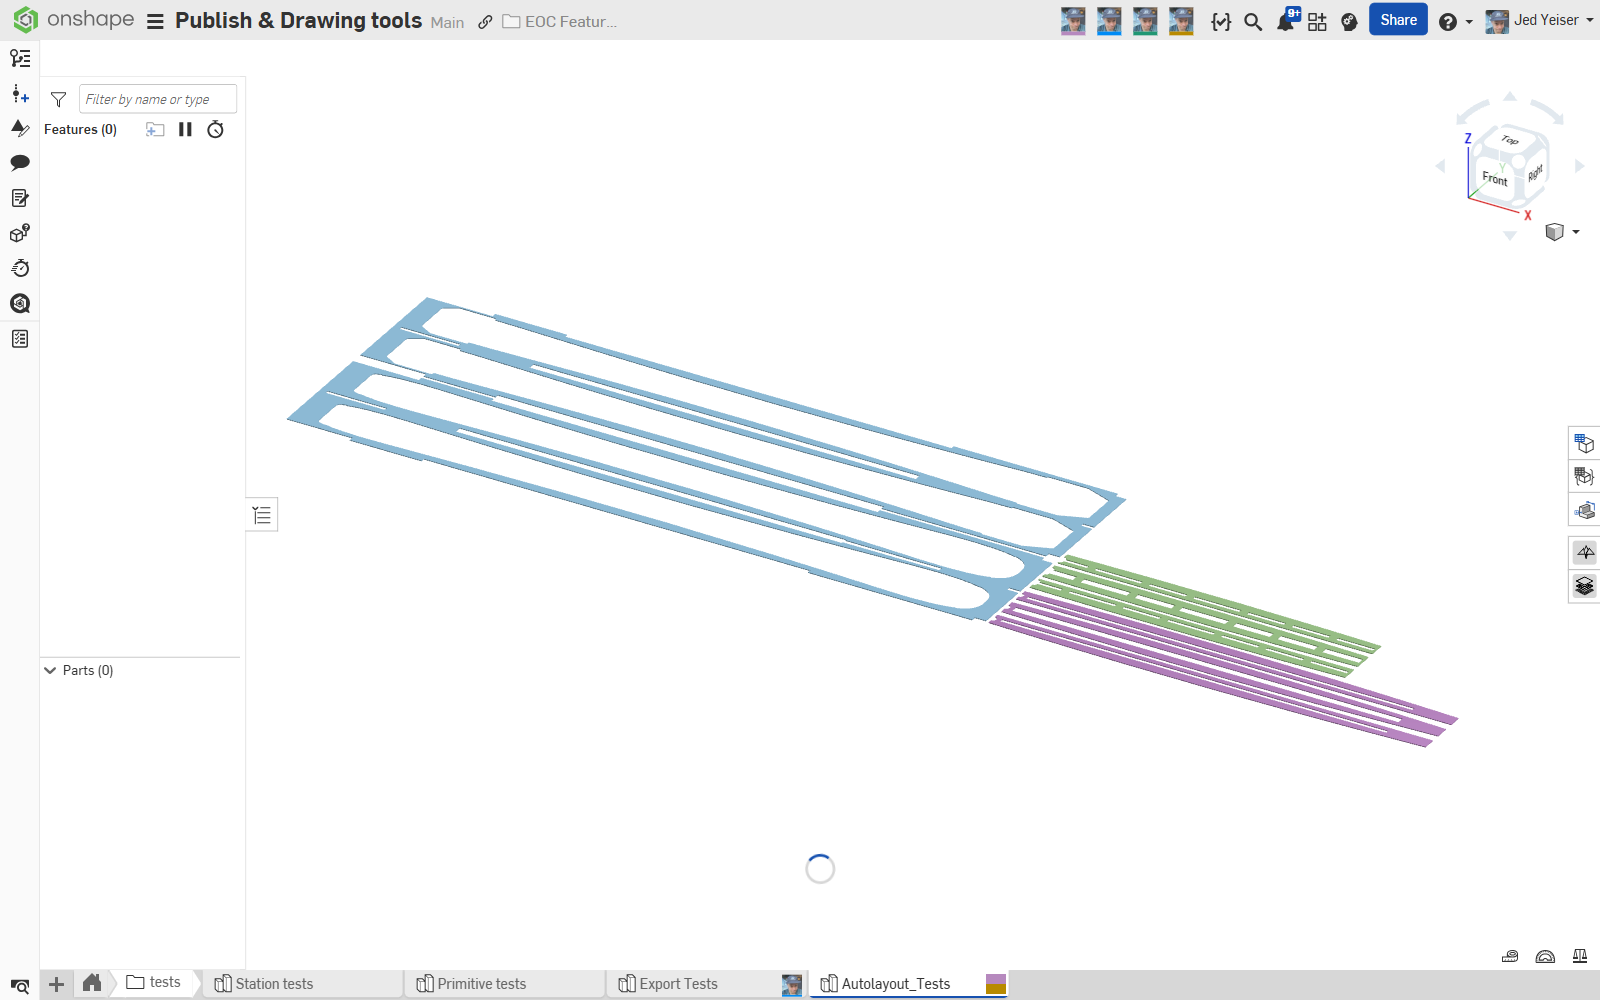 onshape Publish & Drawing tools Main EOC Featur... 9+ Share Jed Yeiser
Filter by name or type
Features (0)
Z
Top
Y
Front
Right
X
Parts (0)
tests Station tests Primitive tests Export Tests Autolayout_Tests